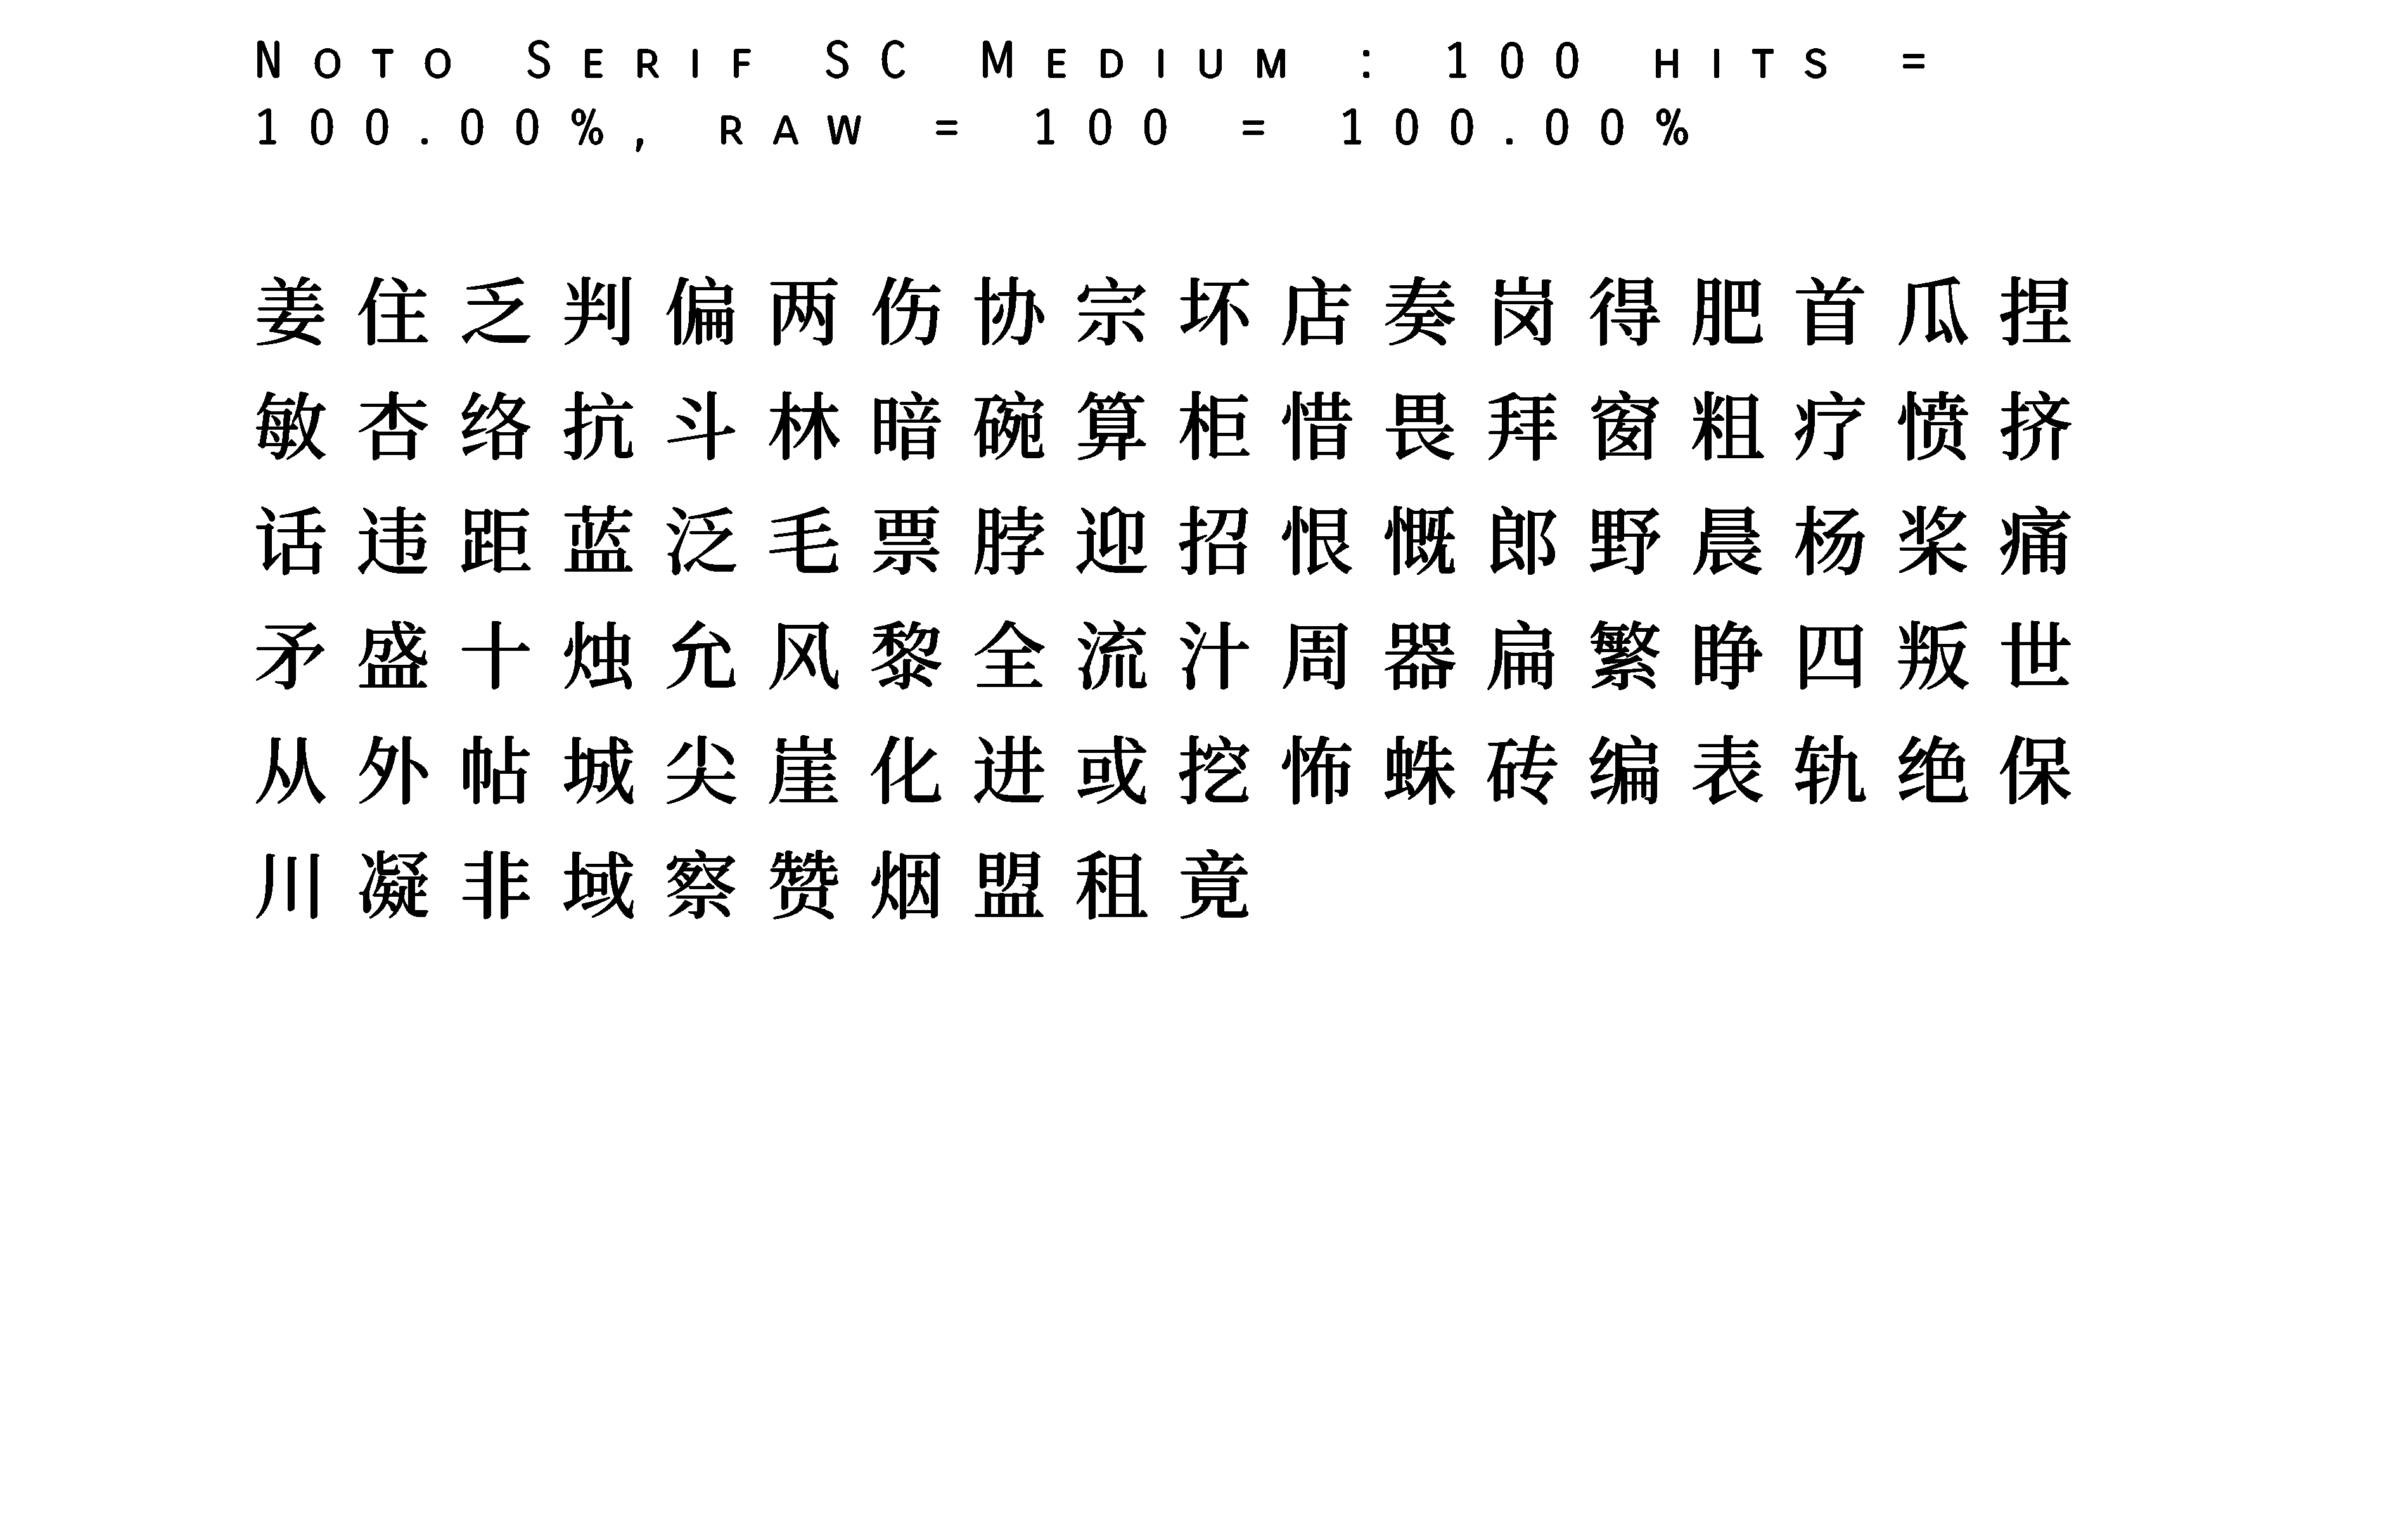 Noto Serif SC Medium : 100 hits =
100.00%, raw = 100 = 100.00%
姜住乏判偏两伤协宗坏店奏岗得肥首瓜捏
敏杏络抗斗林暗碗算柜惜畏拜窗粗疗愤挤
话违距蓝泛毛票脖迎招恨慨郎野晨杨桨痛
矛盛十烛允风黎全流汁周器扁繁睁四叛世
从外帖城尖崖化进或挖怖蛛砖编表轨绝保
川凝非域察赞烟盟租竟